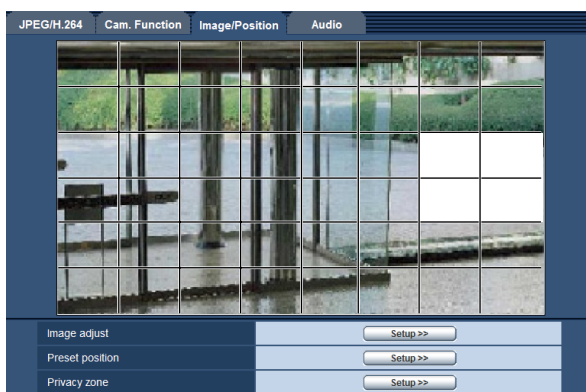 JPEG/H.264 Cam. Function Image/Position Audio
Image adjust Setup >>
Preset position Setup >>
Privacy zone Setup >>